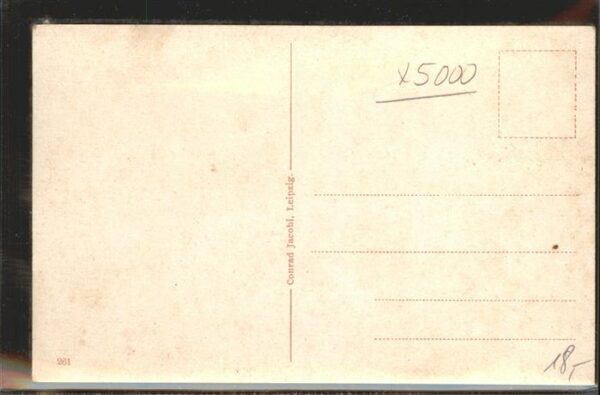 x5000
Conrad Jacobi, Leipzig.
261
18,-